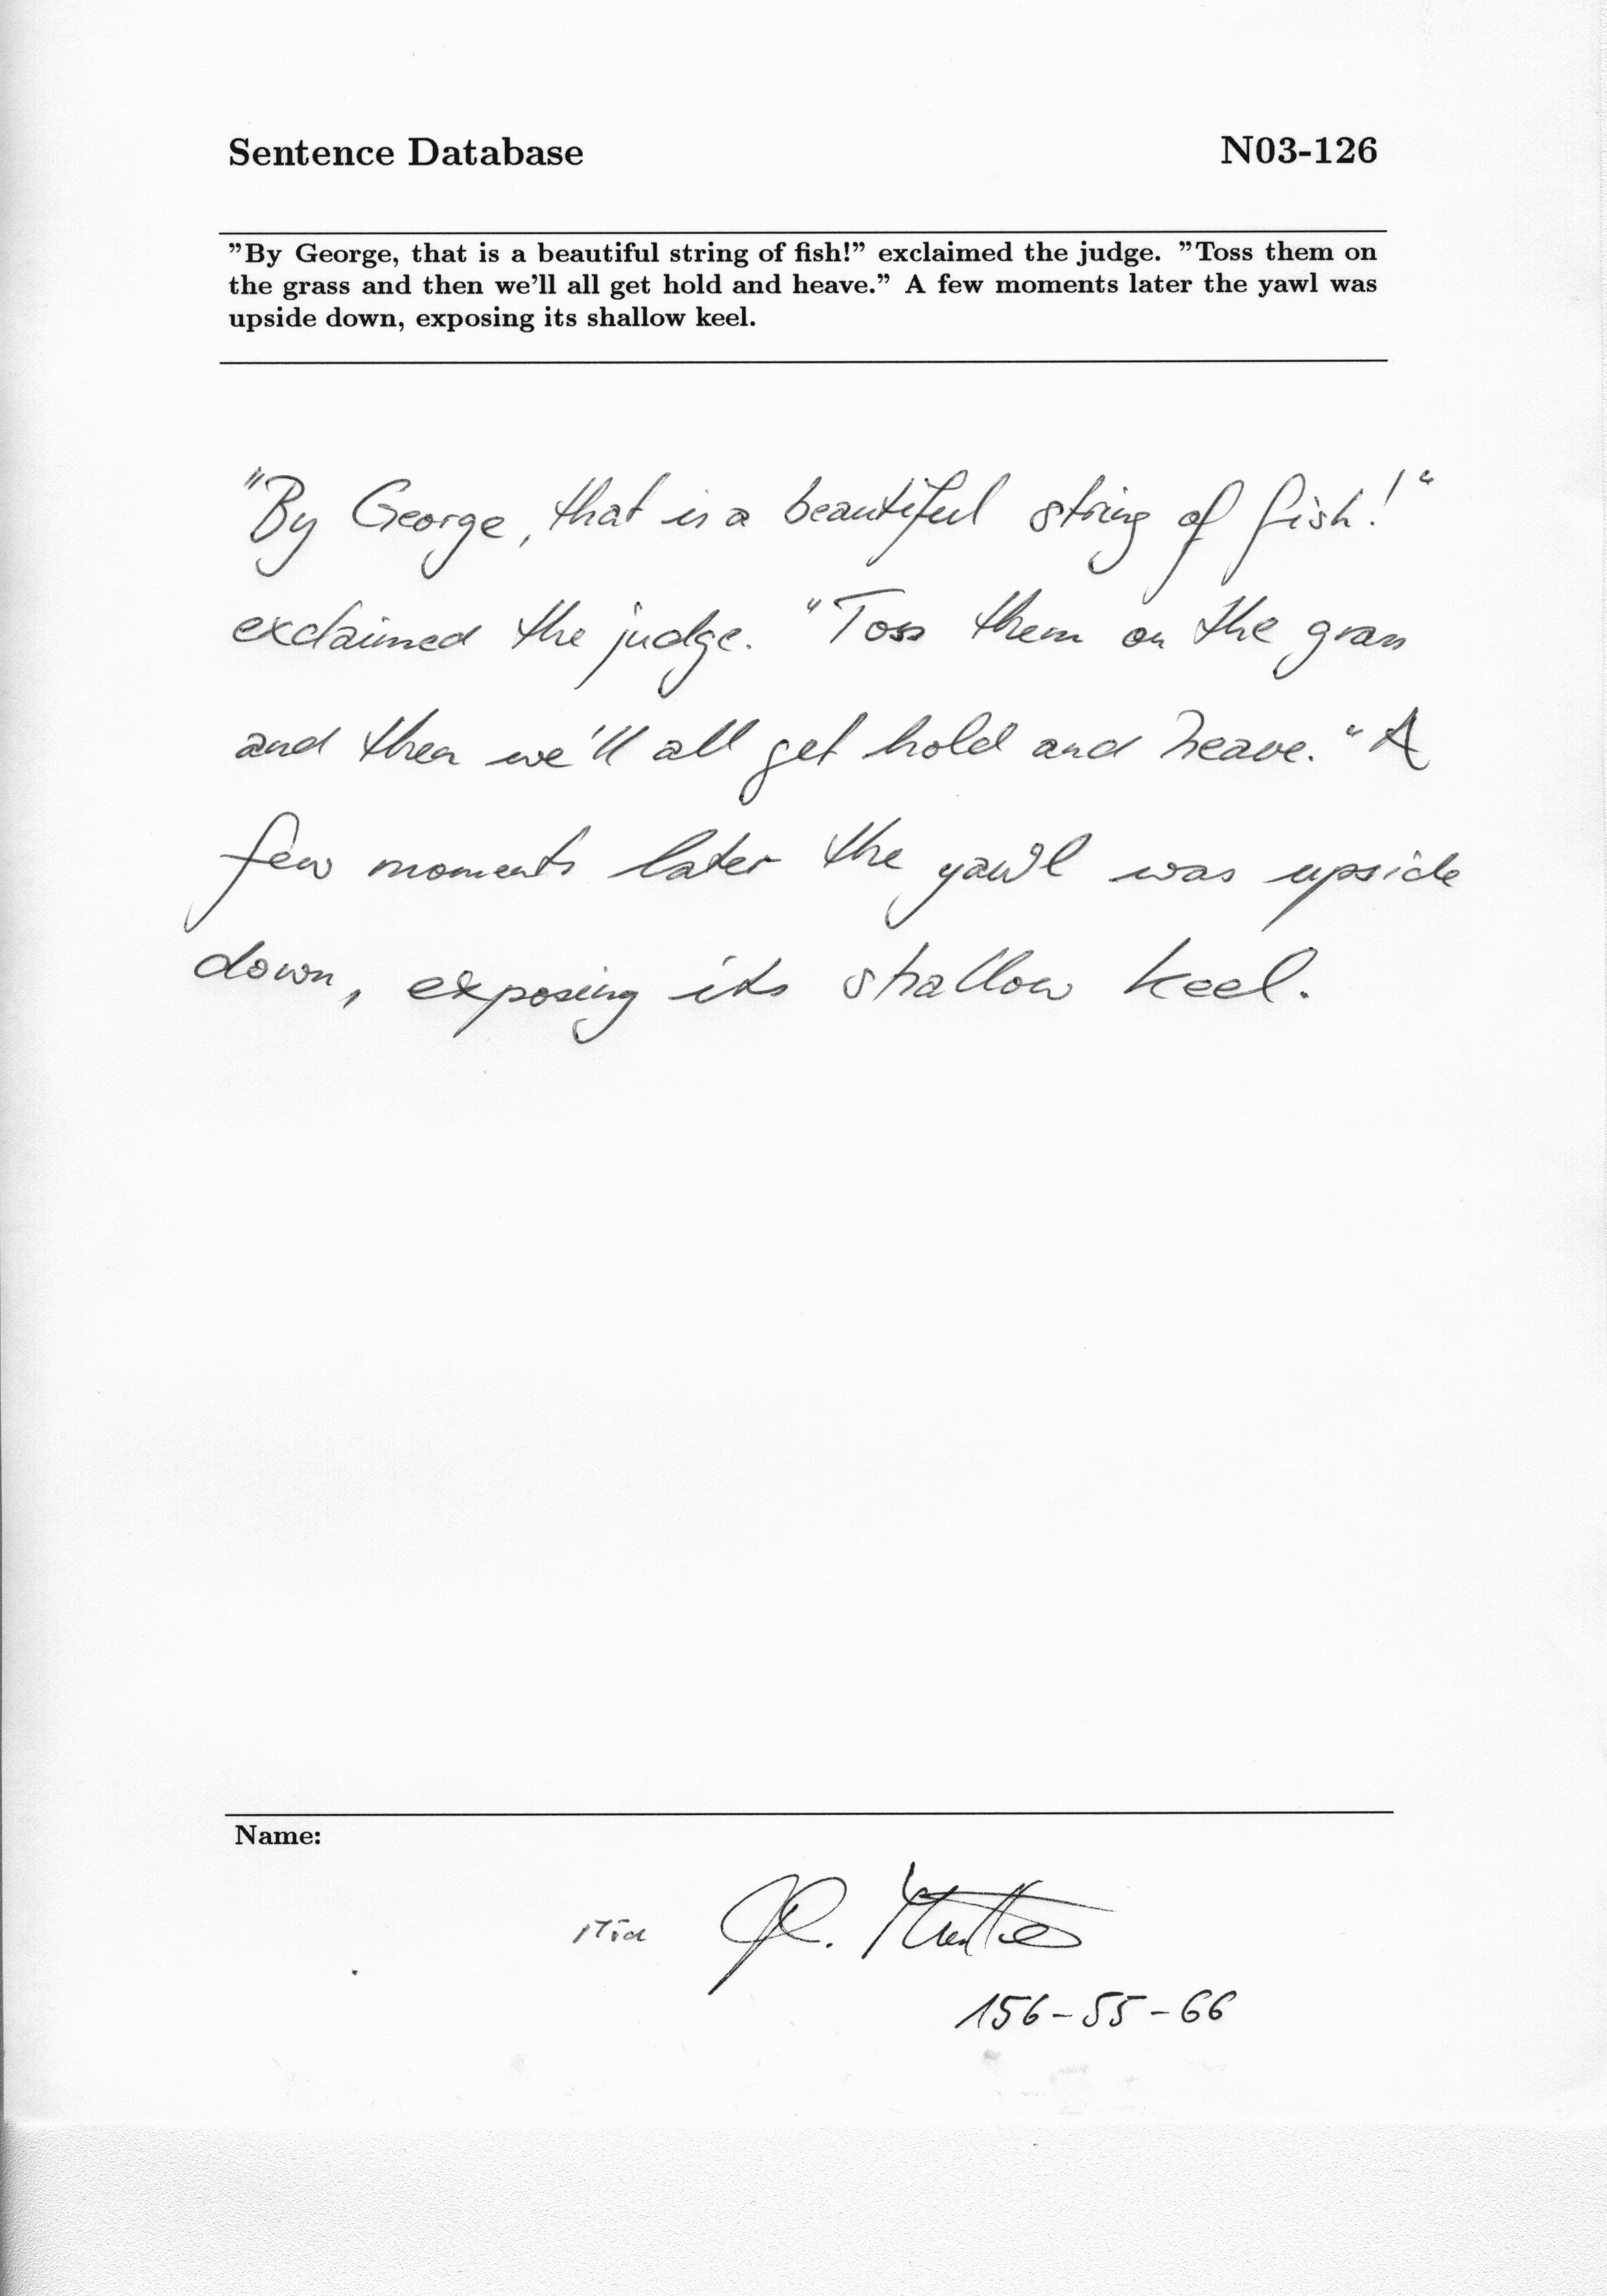 Sentence Database N03-126
”By George, that is a beautiful string of fish!” exclaimed the judge. ”Toss them on
the grass and then we’ll all get hold and heave.” A few moments later the yawl was
upside down, exposing its shallow keel.
"By George, that is a beautiful string of fish!"
exclaimed the judge. "Toss them on the grass
and then we'll all get hold and heave." A
few moments later the yawl was upside
down, exposing its shallow keel.
Name:
156-55-66